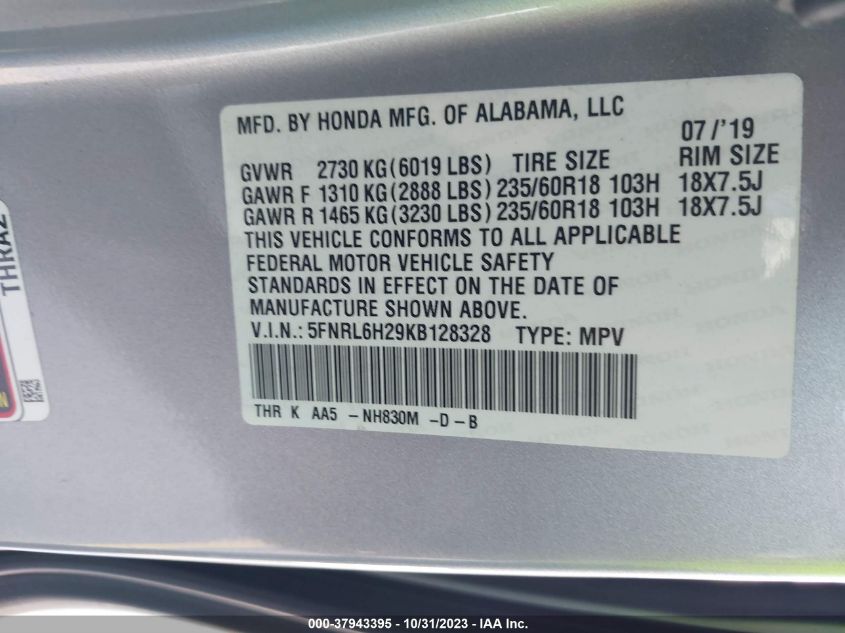 MFD. BY HONDA MFG. OF ALABAMA, LLC
07/'19
GVWR 2730 KG(6019 LBS) TIRE SIZE RIM SIZE
GAWR F 1310 KG(2888 LBS) 235/60R18 103H 18X7.5J
GAWR R 1465 KG(3230 LBS) 235/60R18 103H 18X7.5J
THIS VEHICLE CONFORMS TO ALL APPLICABLE
FEDERAL MOTOR VEHICLE SAFETY
STANDARDS IN EFFECT ON THE DATE OF
MANUFACTURE SHOWN ABOVE.
V.I.N.: 5FNRL6H29KB128328 TYPE: MPV
THR K AA5 -NH830M -D-B
THRA2
000-37943395 - 10/31/2023 - IAA Inc.